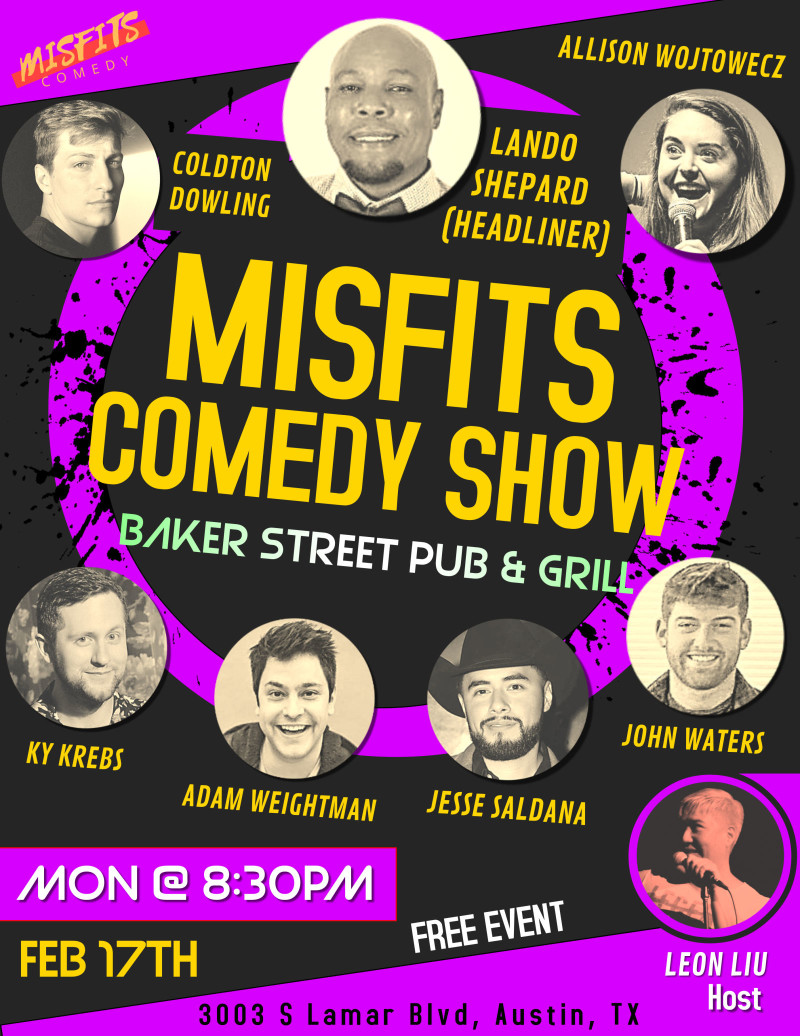 MISFITS
COMEDY
ALLISON WOJTOWECZ
COLDTON
DOWLING
LANDO
SHEPARD
(HEADLINER)
MISFITS
COMEDY SHOW
BAKER STREET PUB & GRILL
KY KREBS
ADAM WEIGHTMAN
JESSE SALDANA
JOHN WATERS
MON @ 8:30PM
FEB 17TH
FREE EVENT
LEON LIU
Host
3003 S Lamar Blvd, Austin, TX